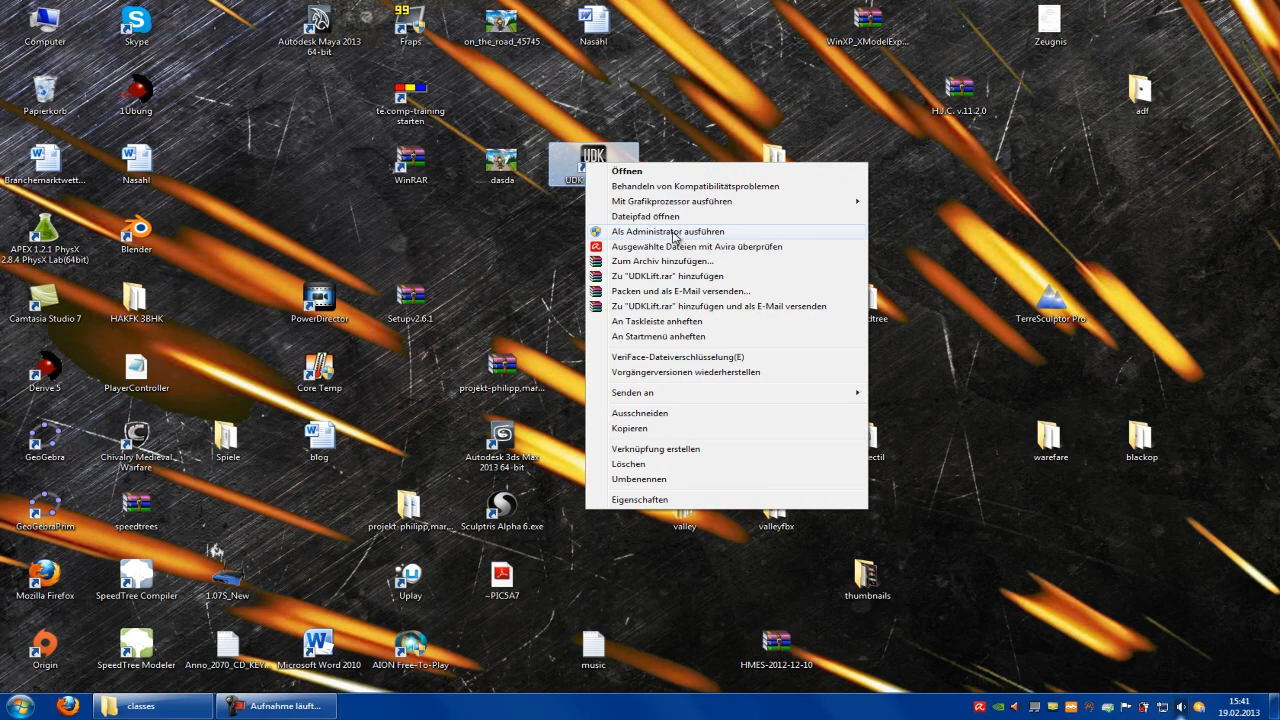 Computer
Skype
Autodesk Maya 2013
64-bit
99
Fraps
on_the_road_45745
Nasahl
WinXP_XModelExp...
Zeugnis
Papierkorb
1Übung
te.comp-training
starten
H.J.C. v.11.2.0
adf
Branchemarktwett...
Nasahl
WinRAR
dasda
UDK
UDK
Öffnen
Behandeln von Kompatibilitätsproblemen
Mit Grafikprozessor ausführen
Dateipfad öffnen
Als Administrator ausführen
Ausgewählte Dateien mit Avira überprüfen
Zum Archiv hinzufügen...
Zu "UDKLift.rar" hinzufügen
Packen und als E-Mail versenden...
Zu "UDKLift.rar" hinzufügen und als E-Mail versenden
An Taskleiste anheften
An Startmenü anheften
VeriFace-Dateiverschlüsselung(E)
Vorgängerversionen wiederherstellen
Senden an
Ausschneiden
Kopieren
Verknüpfung erstellen
Löschen
Umbenennen
Eigenschaften
APEX 1.2.1 PhysX
2.8.4 PhysX Lab(64bit)
Blender
Camtasia Studio 7
HAKFK 3BHK
PowerDirector
Setupv2.6.1
dtree
TerreSculptor Pro
Derive 5
PlayerController
Core Temp
projekt-philipp,mar...
GeoGebra
Chivalry Medieval
Warfare
Spiele
blog
Autodesk 3ds Max
2013 64-bit
ectil
warefare
blackop
GeoGebraPrim
speedtrees
projekt-philipp,mar...
Sculptris Alpha 6.exe
valley
valleyfbx
Mozilla Firefox
SpeedTree Compiler
1.07S_New
Uplay
~PIC5A7
thumbnails
Origin
SpeedTree Modeler
Anno_2070_CD_KEY...
Microsoft Word 2010
AION Free-To-Play
music
HMES-2012-12-10
classes
Aufnahme läuft...
15:41
19.02.2013